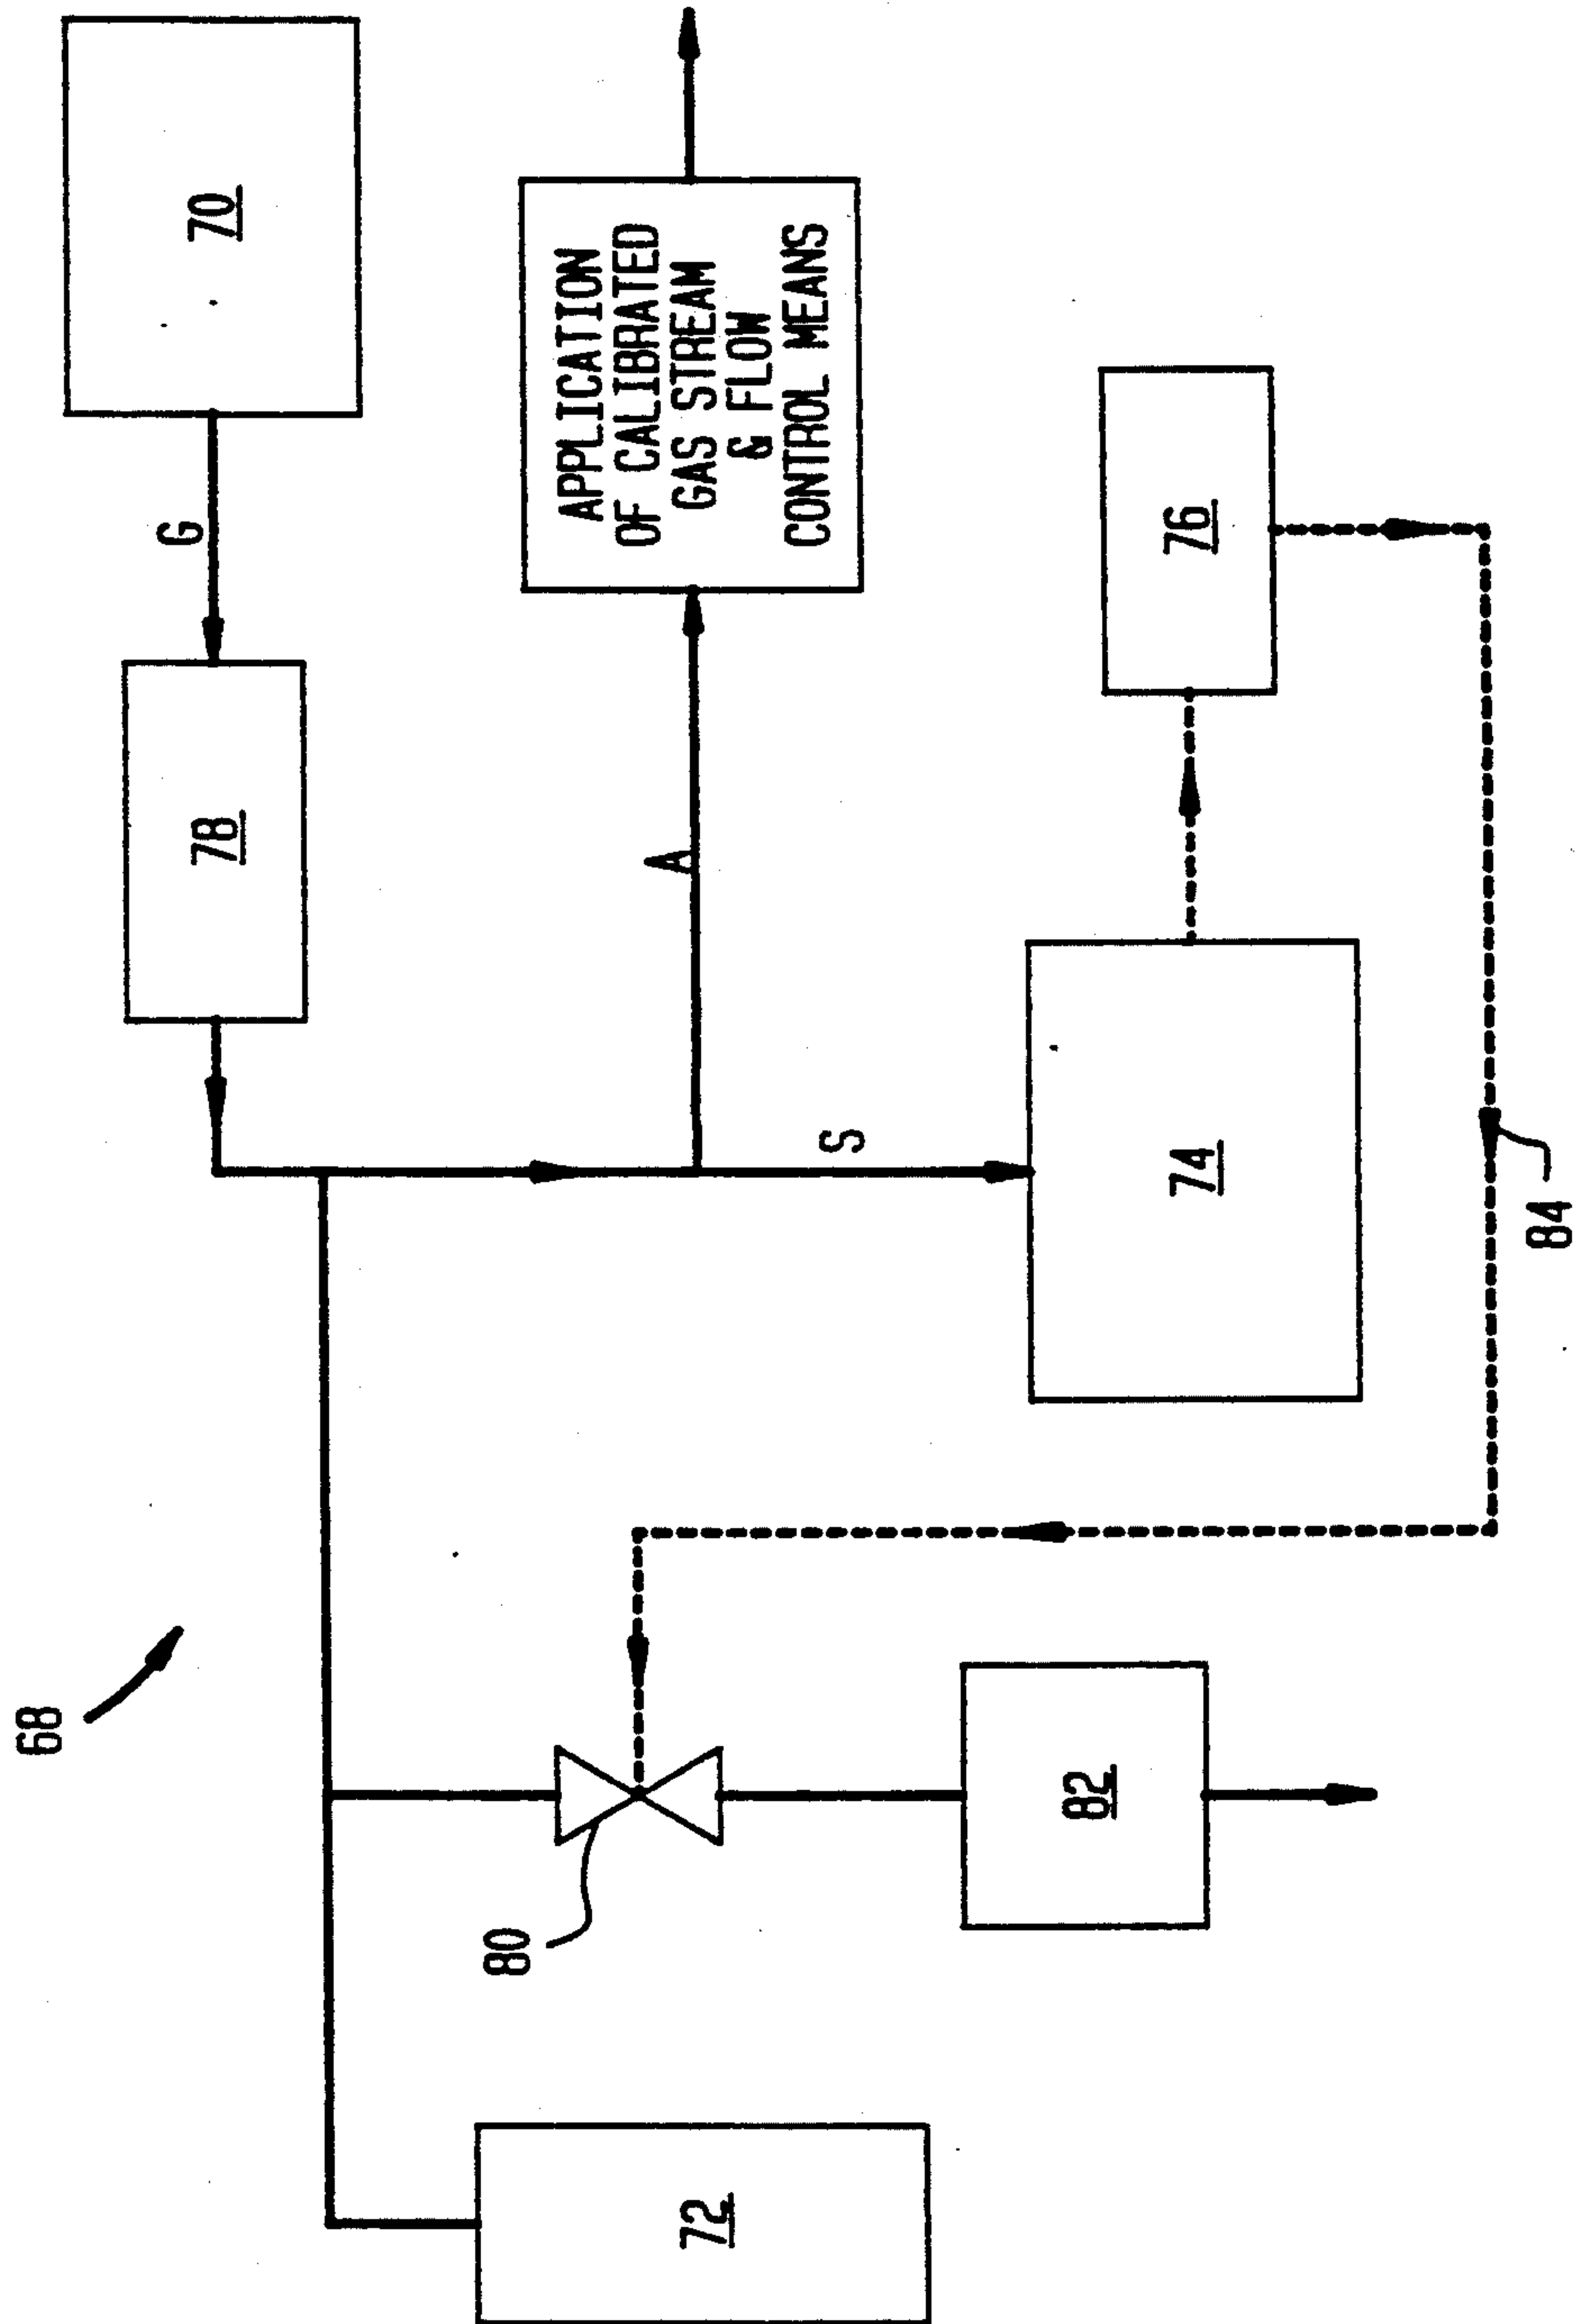 68
G
78
70
80
APPLICATION
OF CALIBRATED
GAS STREAM
& FLOW
CONTROL MEANS
A
72
S
82
74
76
84